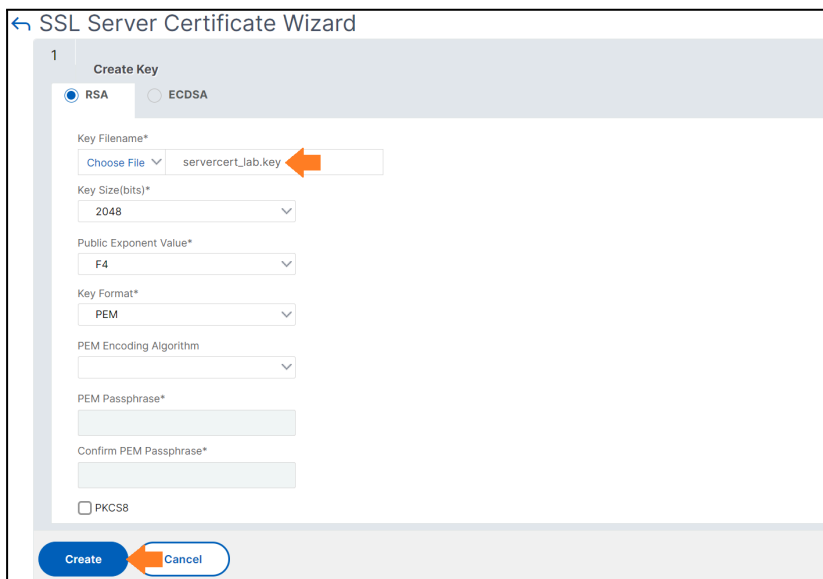 SSL Server Certificate Wizard
1
Create Key
RSA ECDSA
Key Filename*
Choose File servercert_lab.key
Key Size(bits)*
2048
Public Exponent Value*
F4
Key Format*
PEM
PEM Encoding Algorithm
PEM Passphrase*
Confirm PEM Passphrase*
PKCS8
Create Cancel